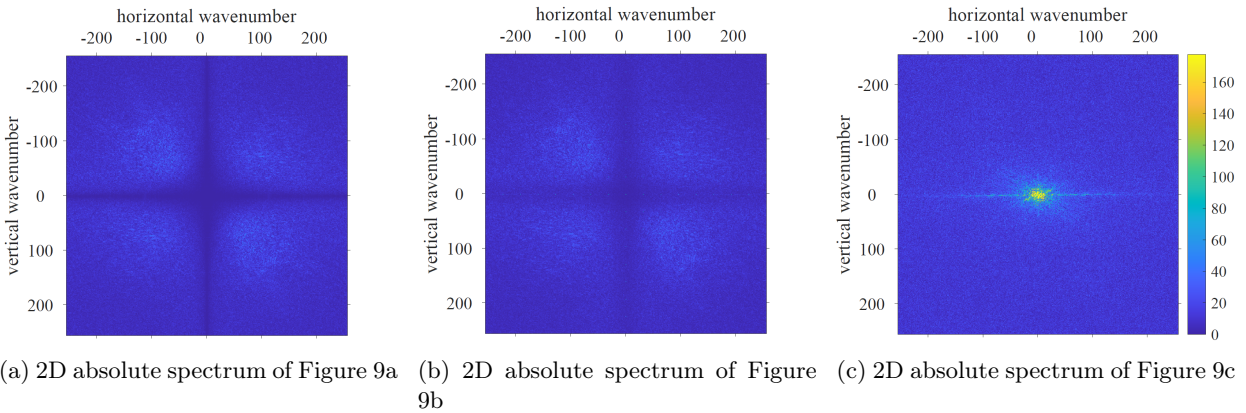 horizontal wavenumber
-200 -100 0 100 200
vertical wavenumber
-200
-100
0
100
200
(a) 2D absolute spectrum of Figure 9a
horizontal wavenumber
-200 -100 0 100 200
vertical wavenumber
-200
-100
0
100
200
(b) 2D absolute spectrum of Figure
9b
horizontal wavenumber
-200 -100 0 100 200
vertical wavenumber
-200
-100
0
100
200
160
140
120
100
80
60
40
20
0
(c) 2D absolute spectrum of Figure 9c